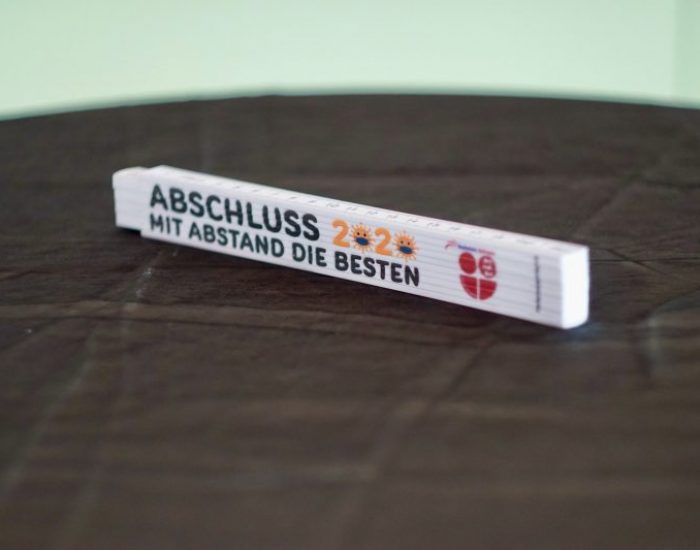 ABSCHLUSS 2020
MIT ABSTAND DIE BESTEN